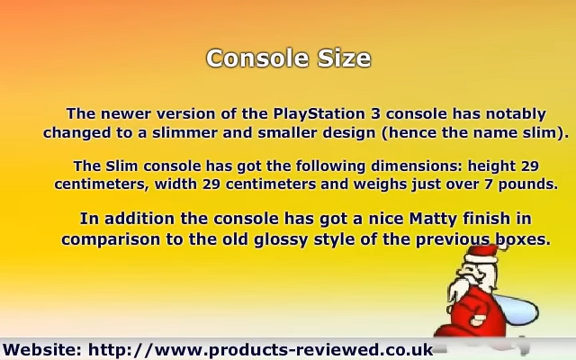 Console Size
The newer version of the PlayStation 3 console has notably
changed to a slimmer and smaller design (hence the name slim).
The Slim console has got the following dimensions: height 29
centimeters, width 29 centimeters and weighs just over 7 pounds.
In addition the console has got a nice Matty finish in
comparison to the old glossy style of the previous boxes.
Website: http://www.products-reviewed.co.uk